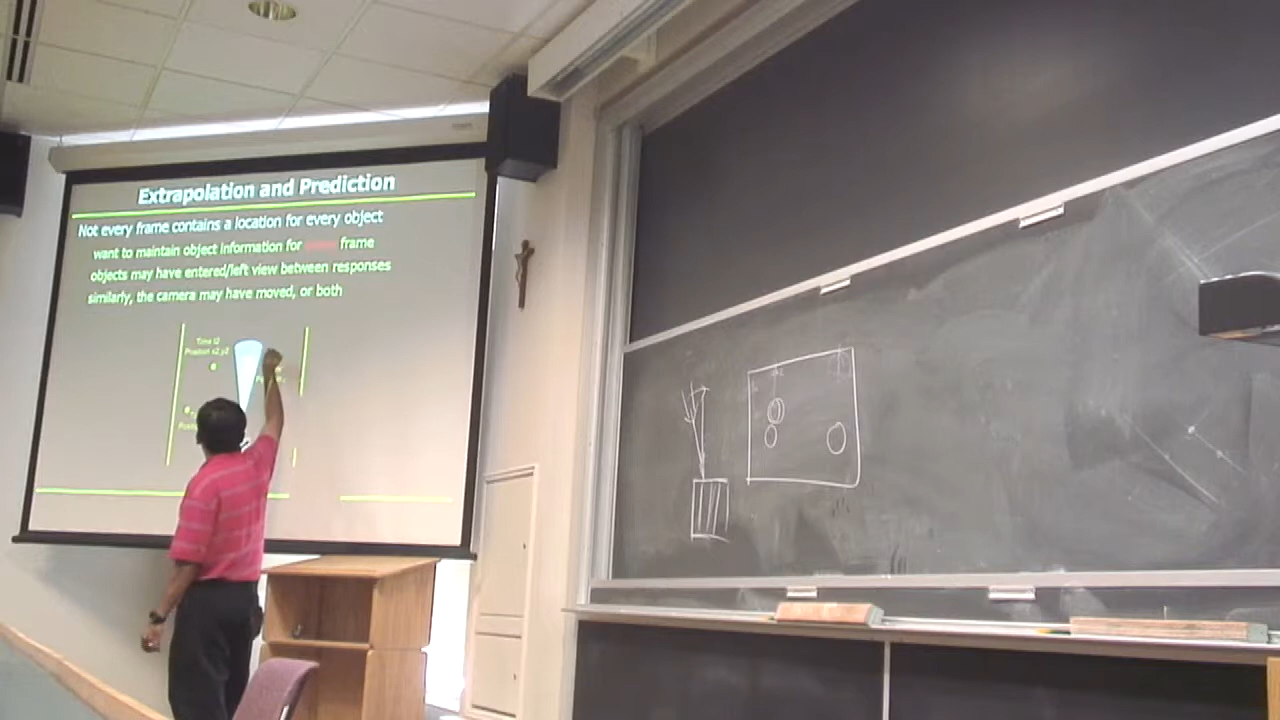 Extrapolation and Prediction
Not every frame contains a location for every object
want to maintain object information for frame
objects may have entered/left view between responses
similarly, the camera may have moved, or both
Time t2
Position x2,y2